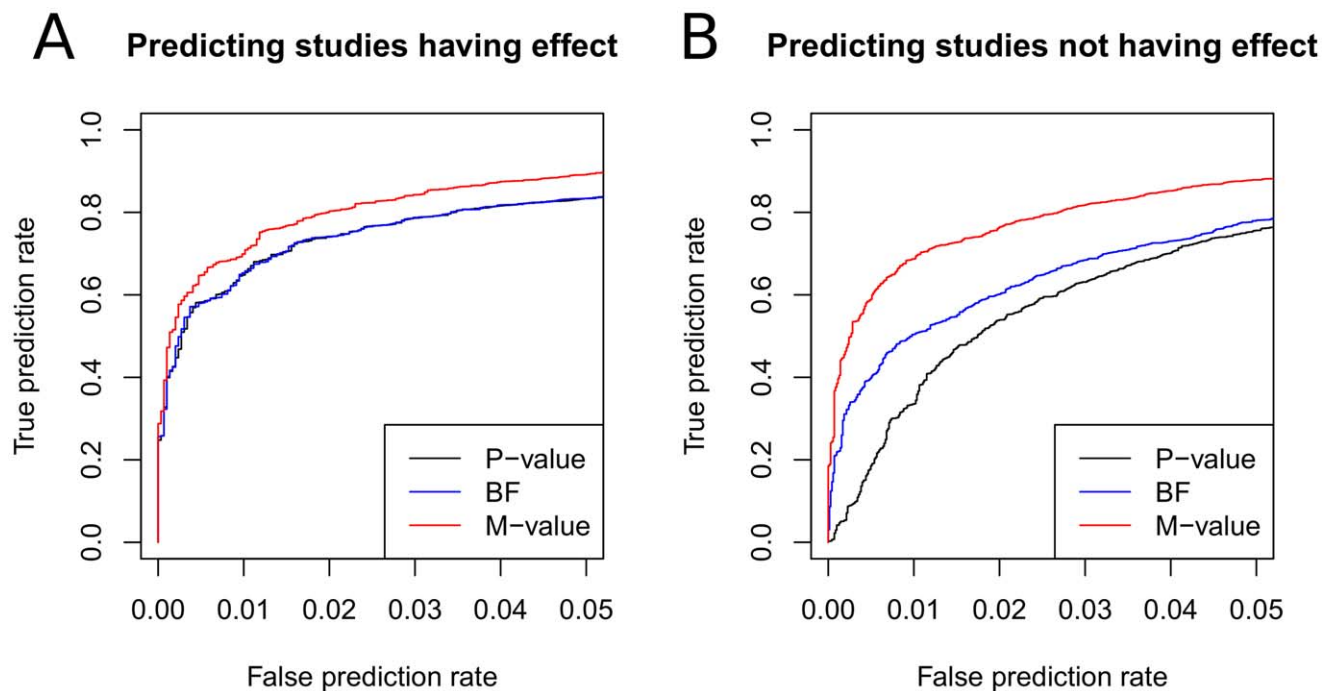 A Predicting studies having effect
True prediction rate
1.0
0.8
0.6
0.4
0.2
0.0
P−value
BF
M−value
0.00 0.01 0.02 0.03 0.04 0.05
False prediction rate
B Predicting studies not having effect
True prediction rate
1.0
0.8
0.6
0.4
0.2
0.0
P−value
BF
M−value
0.00 0.01 0.02 0.03 0.04 0.05
False prediction rate